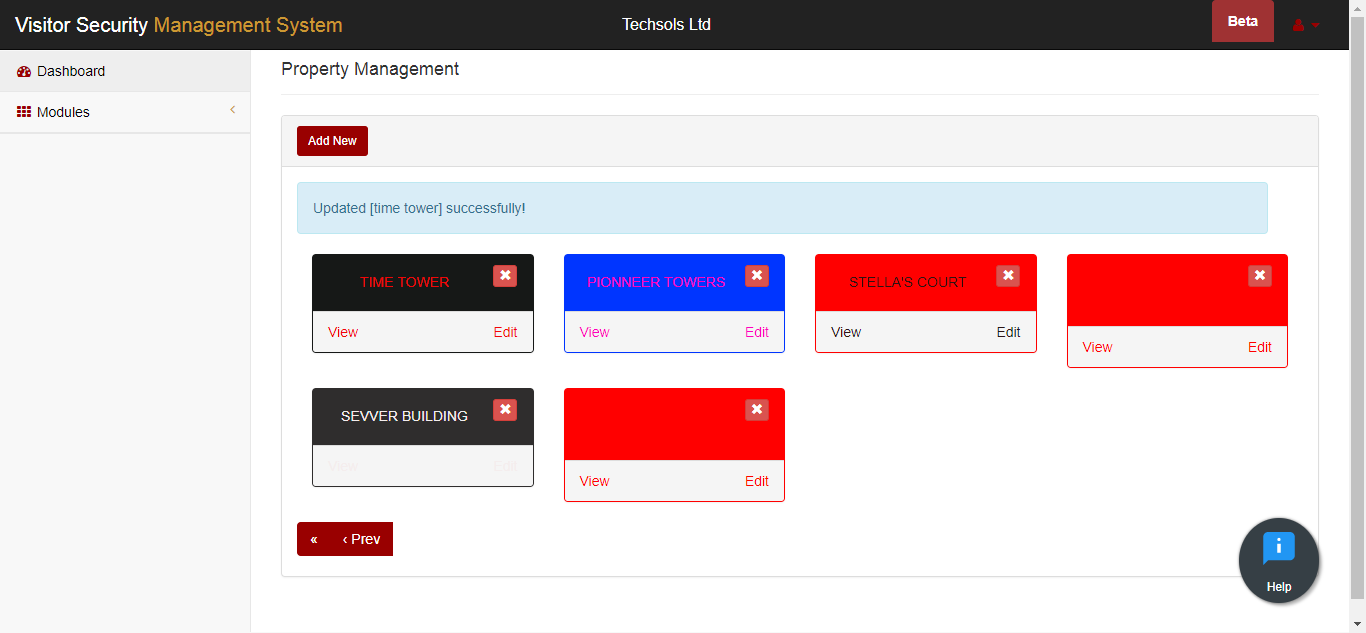 Visitor Security Management System
Techsols Ltd
Beta
Dashboard
Modules
Property Management
Add New
Updated [time tower] successfully!
TIME TOWER
View Edit
PIONNEER TOWERS
View Edit
STELLA'S COURT
View Edit
View Edit
SEVVER BUILDING
View Edit
View Edit
« ‹ Prev
Help